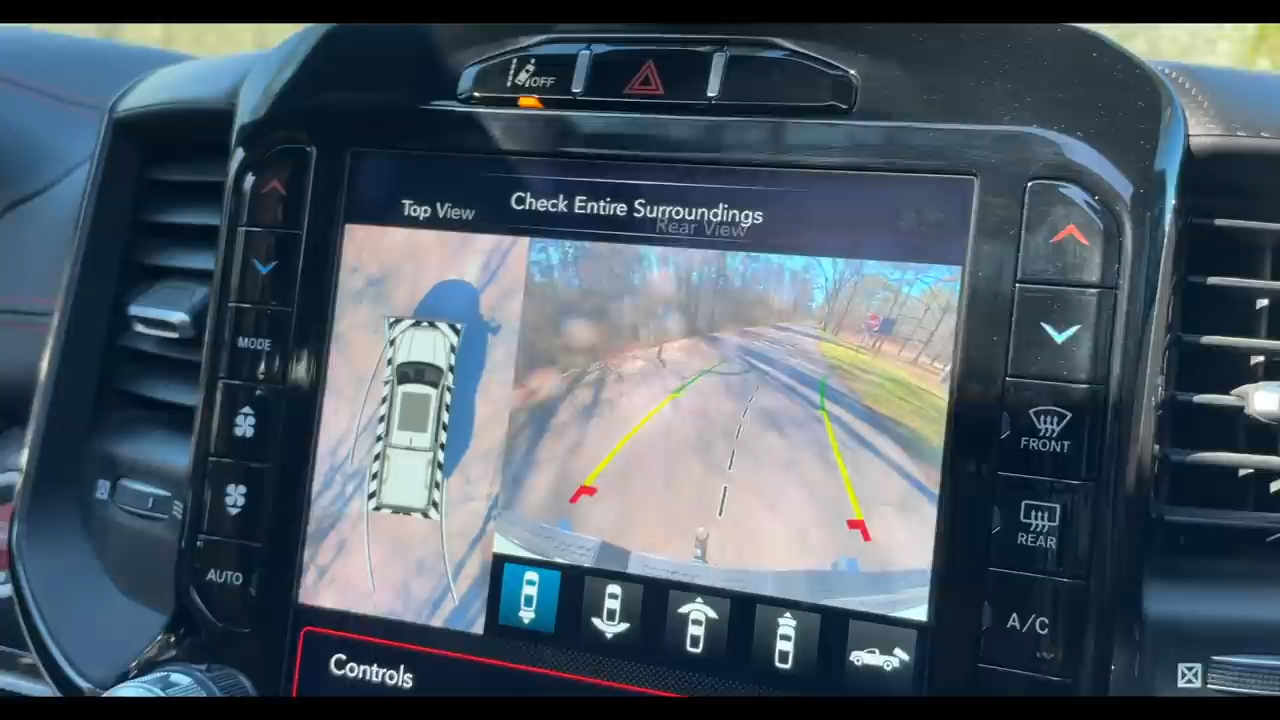 OFF
Check Entire Surroundings
Top View
Rear View
MODE
AUTO
FRONT
REAR
A/C
Controls